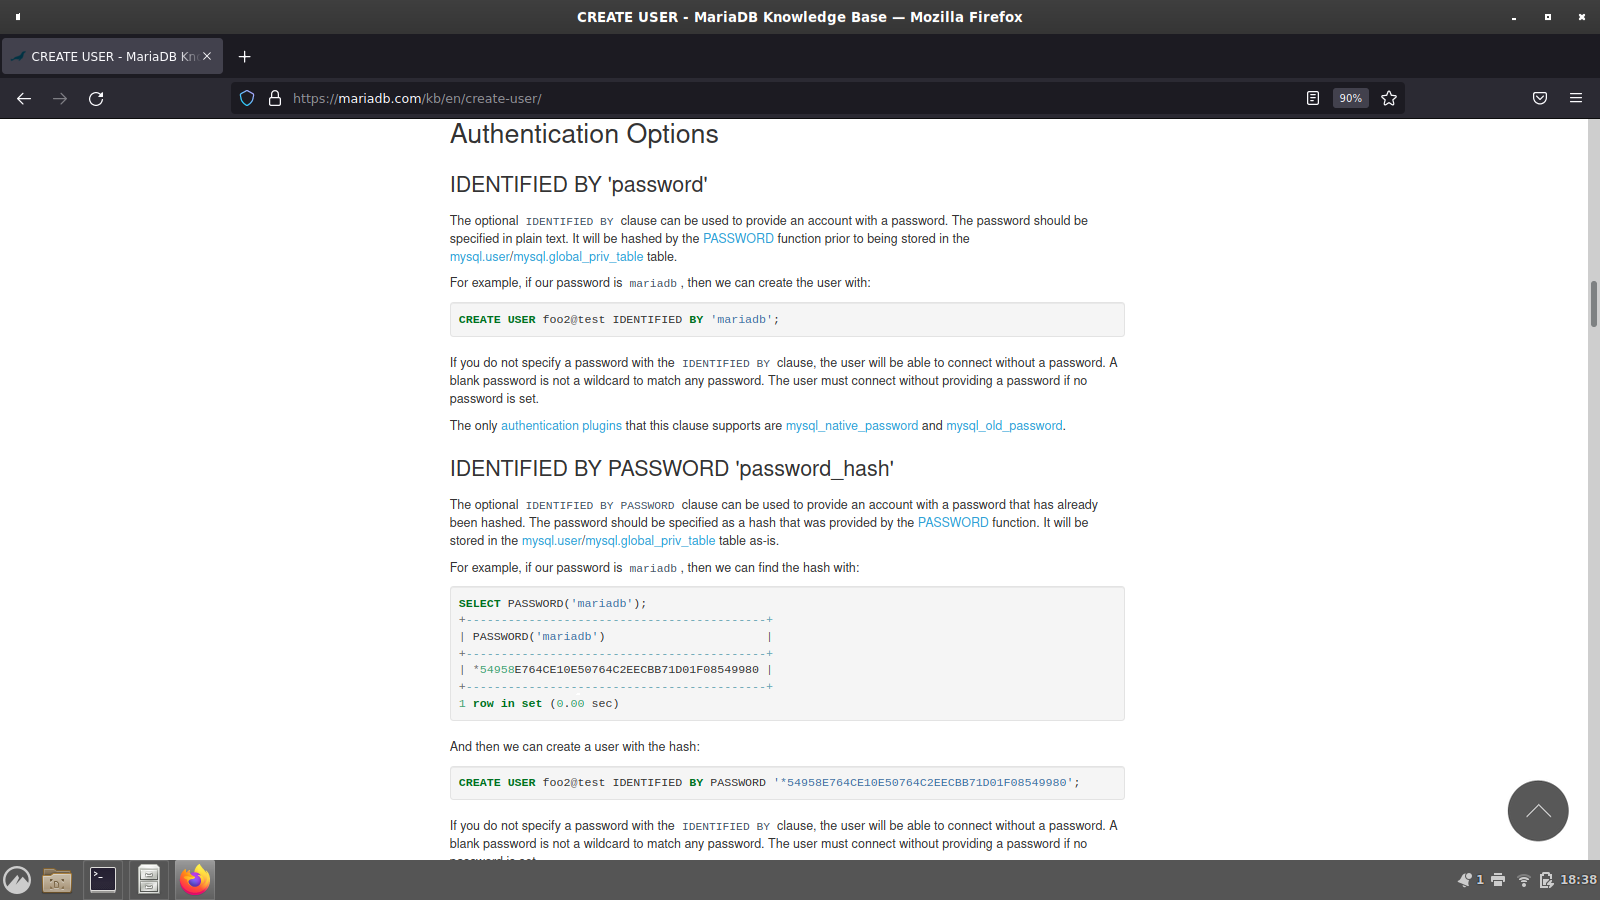 CREATE USER - MariaDB Knowledge Base — Mozilla Firefox
CREATE USER - MariaDB Kn
https://mariadb.com/kb/en/create-user/
90%
Authentication Options
IDENTIFIED BY 'password'
The optional IDENTIFIED BY clause can be used to provide an account with a password. The password should be
specified in plain text. It will be hashed by the PASSWORD function prior to being stored in the
mysql.user/mysql.global_priv_table table.
For example, if our password is mariadb, then we can create the user with:
CREATE USER foo2@test IDENTIFIED BY 'mariadb';
If you do not specify a password with the IDENTIFIED BY clause, the user will be able to connect without a password. A
blank password is not a wildcard to match any password. The user must connect without providing a password if no
password is set.
The only authentication plugins that this clause supports are mysql_native_password and mysql_old_password.
IDENTIFIED BY PASSWORD 'password_hash'
The optional IDENTIFIED BY PASSWORD clause can be used to provide an account with a password that has already
been hashed. The password should be specified as a hash that was provided by the PASSWORD function. It will be
stored in the mysql.user/mysql.global_priv_table table as-is.
For example, if our password is mariadb, then we can find the hash with:
SELECT PASSWORD('mariadb');
+-------------------------------------------+
| PASSWORD('mariadb')                       |
+-------------------------------------------+
| *54958E764CE10E50764C2EECBB71D01F08549980 |
+-------------------------------------------+
1 row in set (0.00 sec)
And then we can create a user with the hash:
CREATE USER foo2@test IDENTIFIED BY PASSWORD '*54958E764CE10E50764C2EECBB71D01F08549980';
If you do not specify a password with the IDENTIFIED BY clause, the user will be able to connect without a password. A
blank password is not a wildcard to match any password. The user must connect without providing a password if no
password is set.
1
18:38